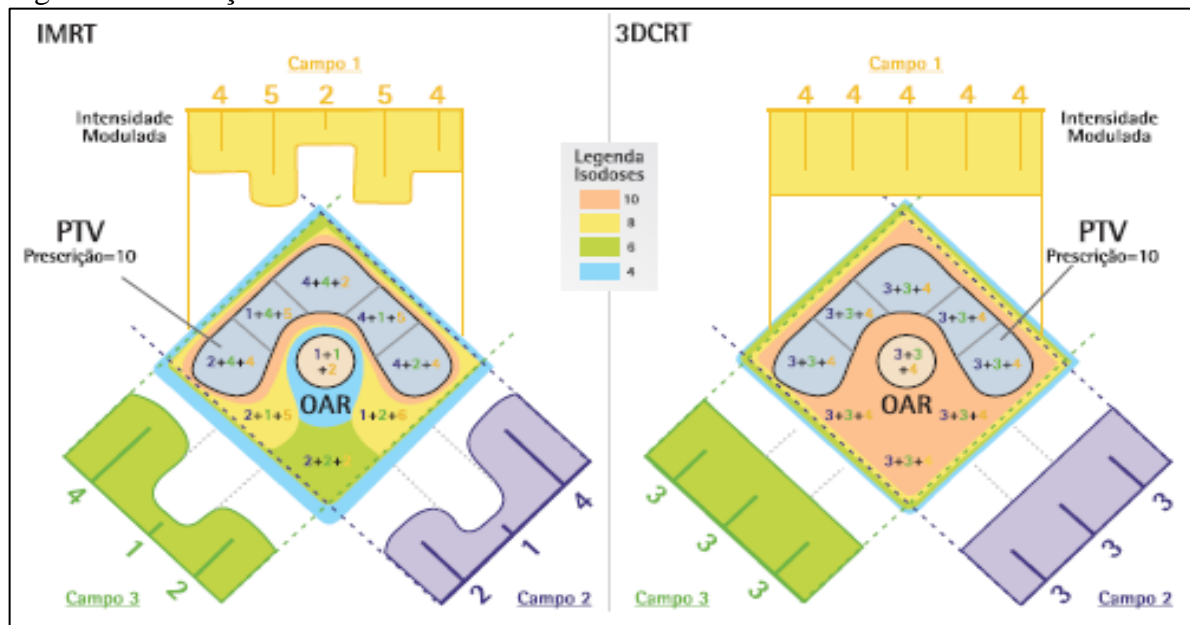 IMRT
Campo 1
4 5 2 5 4
Intensidade
Modulada
PTV
Prescrição=10
4+4+2
1+4+5
4+1+5
2+4+4
4+2+4
1+1
+2
OAR
2+1+5
1+2+6
2+2+
4
1
2
Campo 3
4
1
2
Campo 2
Legenda
Isodoses
10
8
6
4
3DCRT
Campo 1
4 4 4 4 4
Intensidade
Modulada
PTV
Prescrição=10
3+3+4
3+3+4
3+3+4
3+3+4
3+3+4
3+3
+4
OAR
3+3+4
3+3+4
3+3+4
3
3
3
Campo 3
3
3
3
Campo 2